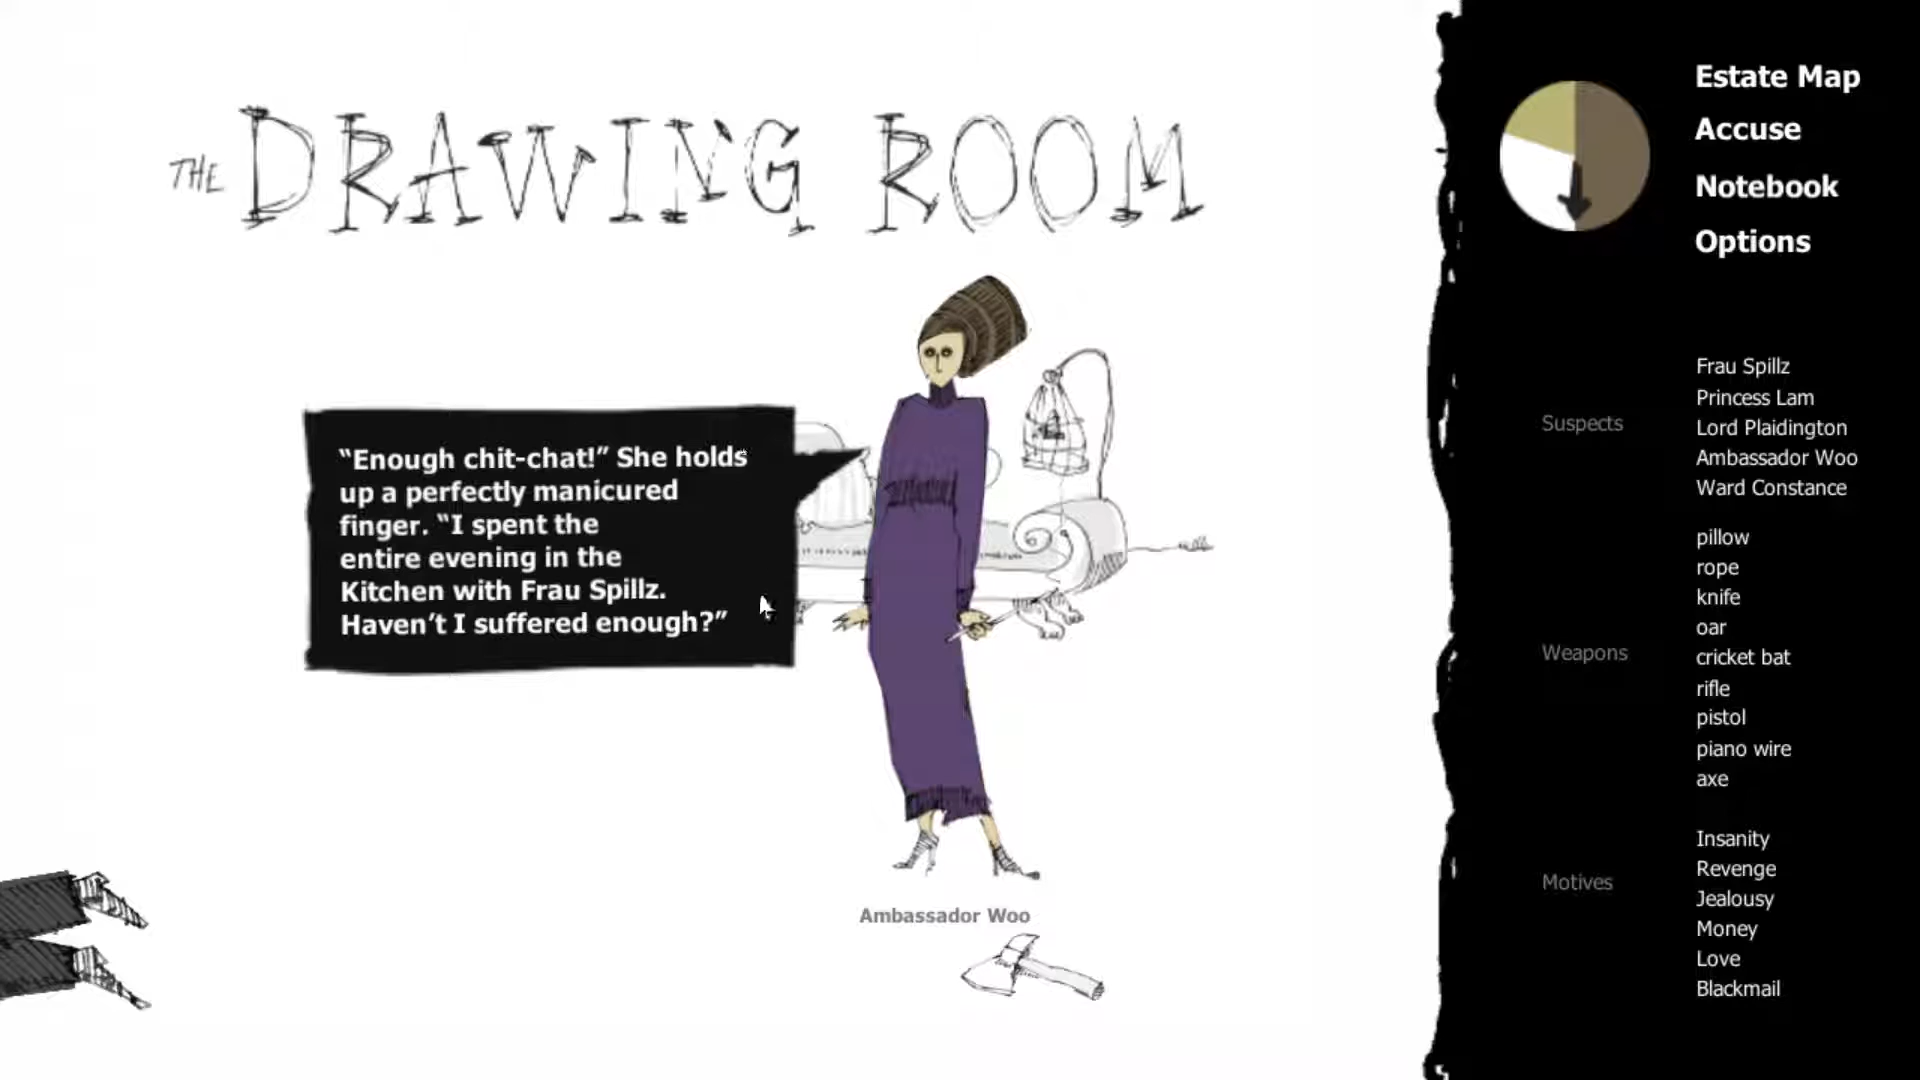 THE DRAWING ROOM
“Enough chit-chat!” She holds
up a perfectly manicured
finger. “I spent the
entire evening in the
Kitchen with Frau Spillz.
Haven’t I suffered enough?”
Ambassador Woo
Estate Map
Accuse
Notebook
Options
Suspects
Frau Spillz
Princess Lam
Lord Plaidington
Ambassador Woo
Ward Constance
Weapons
pillow
rope
knife
oar
cricket bat
rifle
pistol
piano wire
axe
Motives
Insanity
Revenge
Jealousy
Money
Love
Blackmail